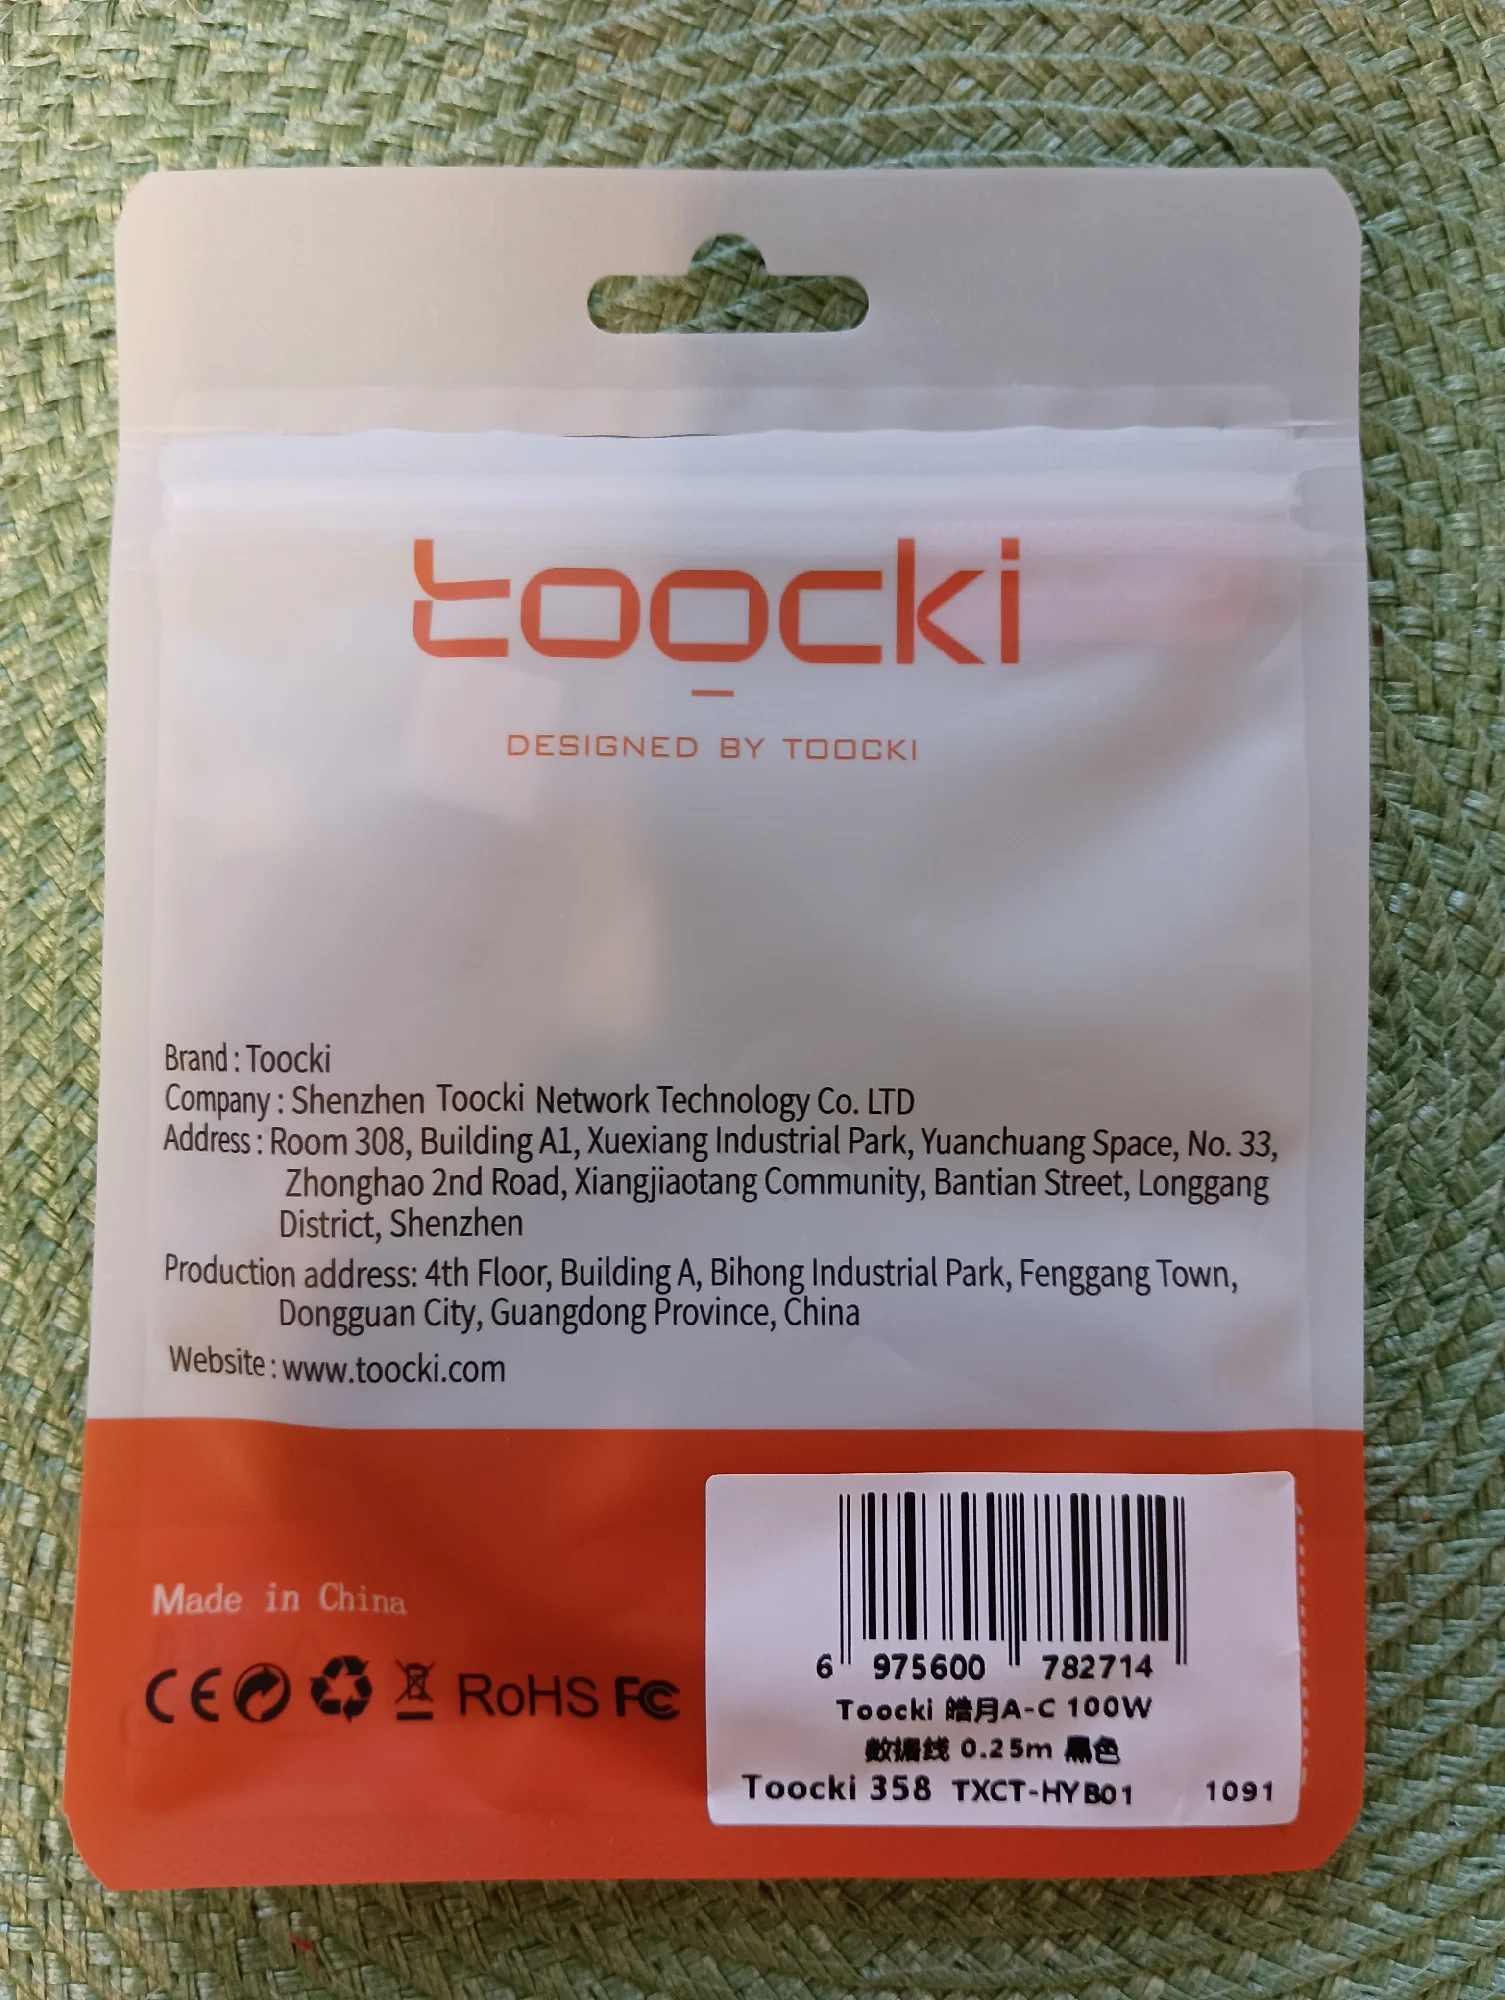 toocki
DESIGNED BY TOOCKI
Brand : Toocki
Company : Shenzhen Toocki Network Technology Co. LTD
Address : Room 308, Building A1, Xuexiang Industrial Park, Yuanchuang Space, No. 33,
Zhonghao 2nd Road, Xiangjiaotang Community, Bantian Street, Longgang
District, Shenzhen
Production address: 4th Floor, Building A, Bihong Industrial Park, Fenggang Town,
Dongguan City, Guangdong Province, China
Website : www.toocki.com
Made in China
CE RoHS FC
6 975600 782714
Toocki 皓月A-C 100W
数据线 0.25m 黑色
Toocki 358 TXCT-HYB01 1091